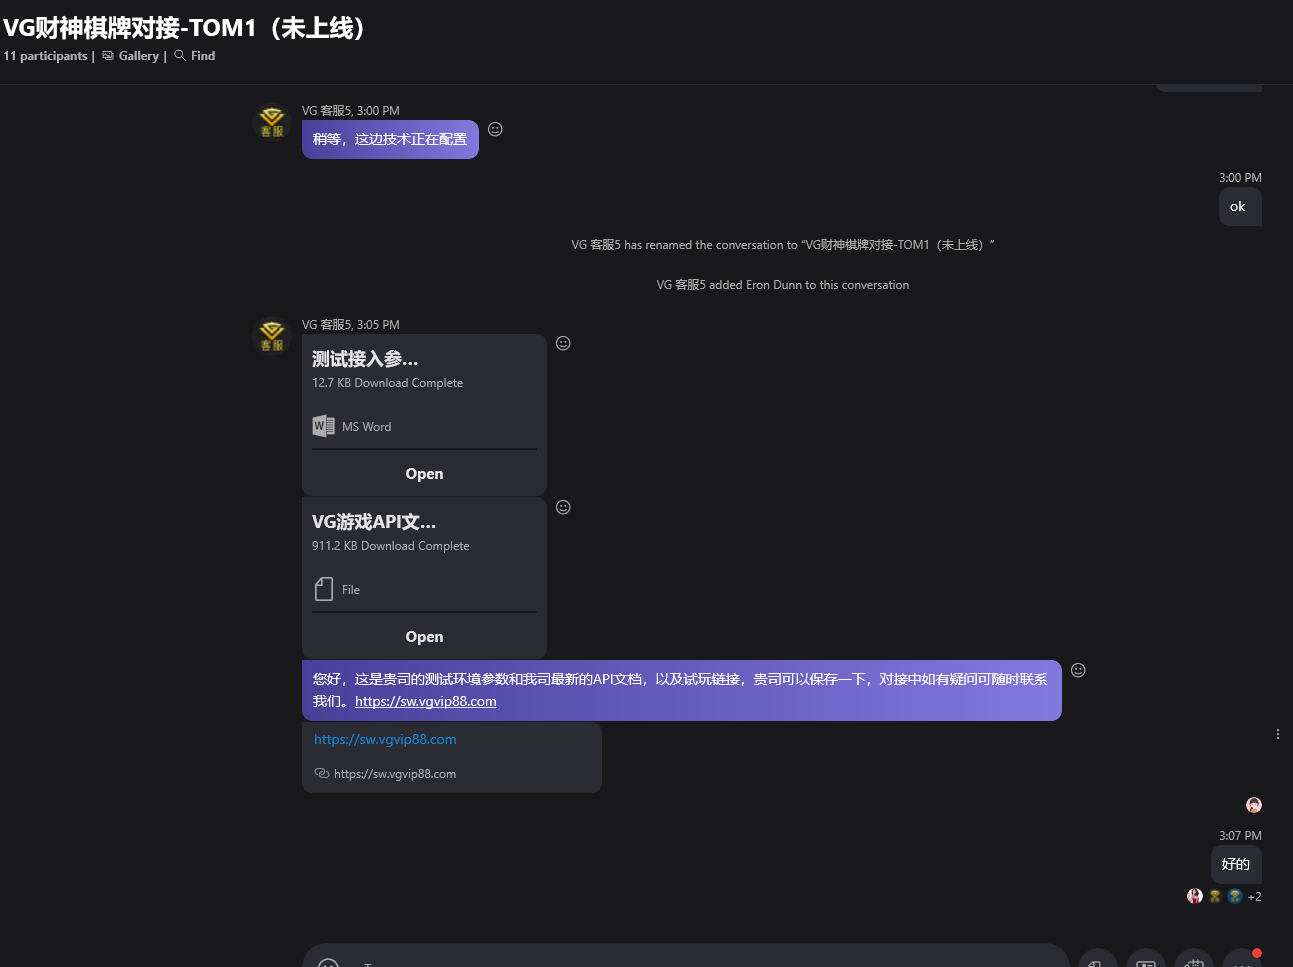 VG财神棋牌对接-TOM1（未上线）
11 participants | Gallery | Find
VG 客服5, 3:00 PM
客服
稍等，这边技术正在配置
3:00 PM
ok
VG 客服5 has renamed the conversation to “VG财神棋牌对接-TOM1（未上线）”
VG 客服5 added Eron Dunn to this conversation
VG 客服5, 3:05 PM
客服
测试接入参...
12.7 KB Download Complete
W MS Word
Open
VG游戏API文...
911.2 KB Download Complete
File
Open
您好，这是贵司的测试环境参数和我司最新的API文档，以及试玩链接，贵司可以保存一下，对接中如有疑问可随时联系
我们。https://sw.vgvip88.com
https://sw.vgvip88.com
https://sw.vgvip88.com
3:07 PM
好的
+2